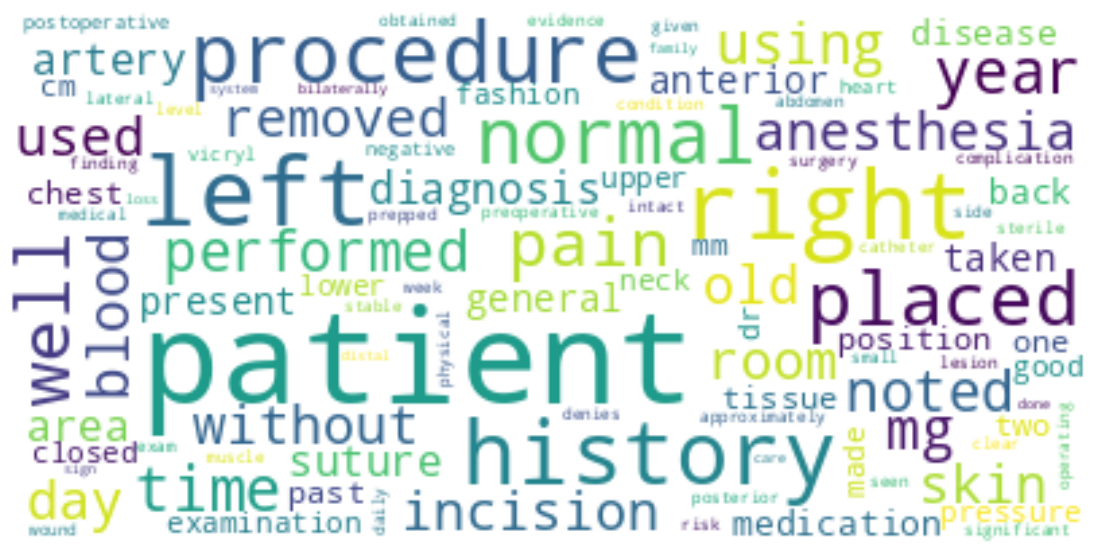 postoperative obtained evidence given
artery procedure family using disease year
cm lateral system bilaterally fashion anterior heart
level used removed condition abdomen
normal anesthesia
finding vicryl negative surgery complication
chest loss left diagnosis upper right back
medical prepped preoperative intact side sterile
well blood performed pain mm catheter taken
present lower stable week general neck old dr placed
patient physical distal position one
room small lesion good
tissue noted done
area without denies approximately mg two
closed exam history made clear operating
sign muscle suture care seen skin
day time past daily posterior pressure
wound examination incision risk medication significant